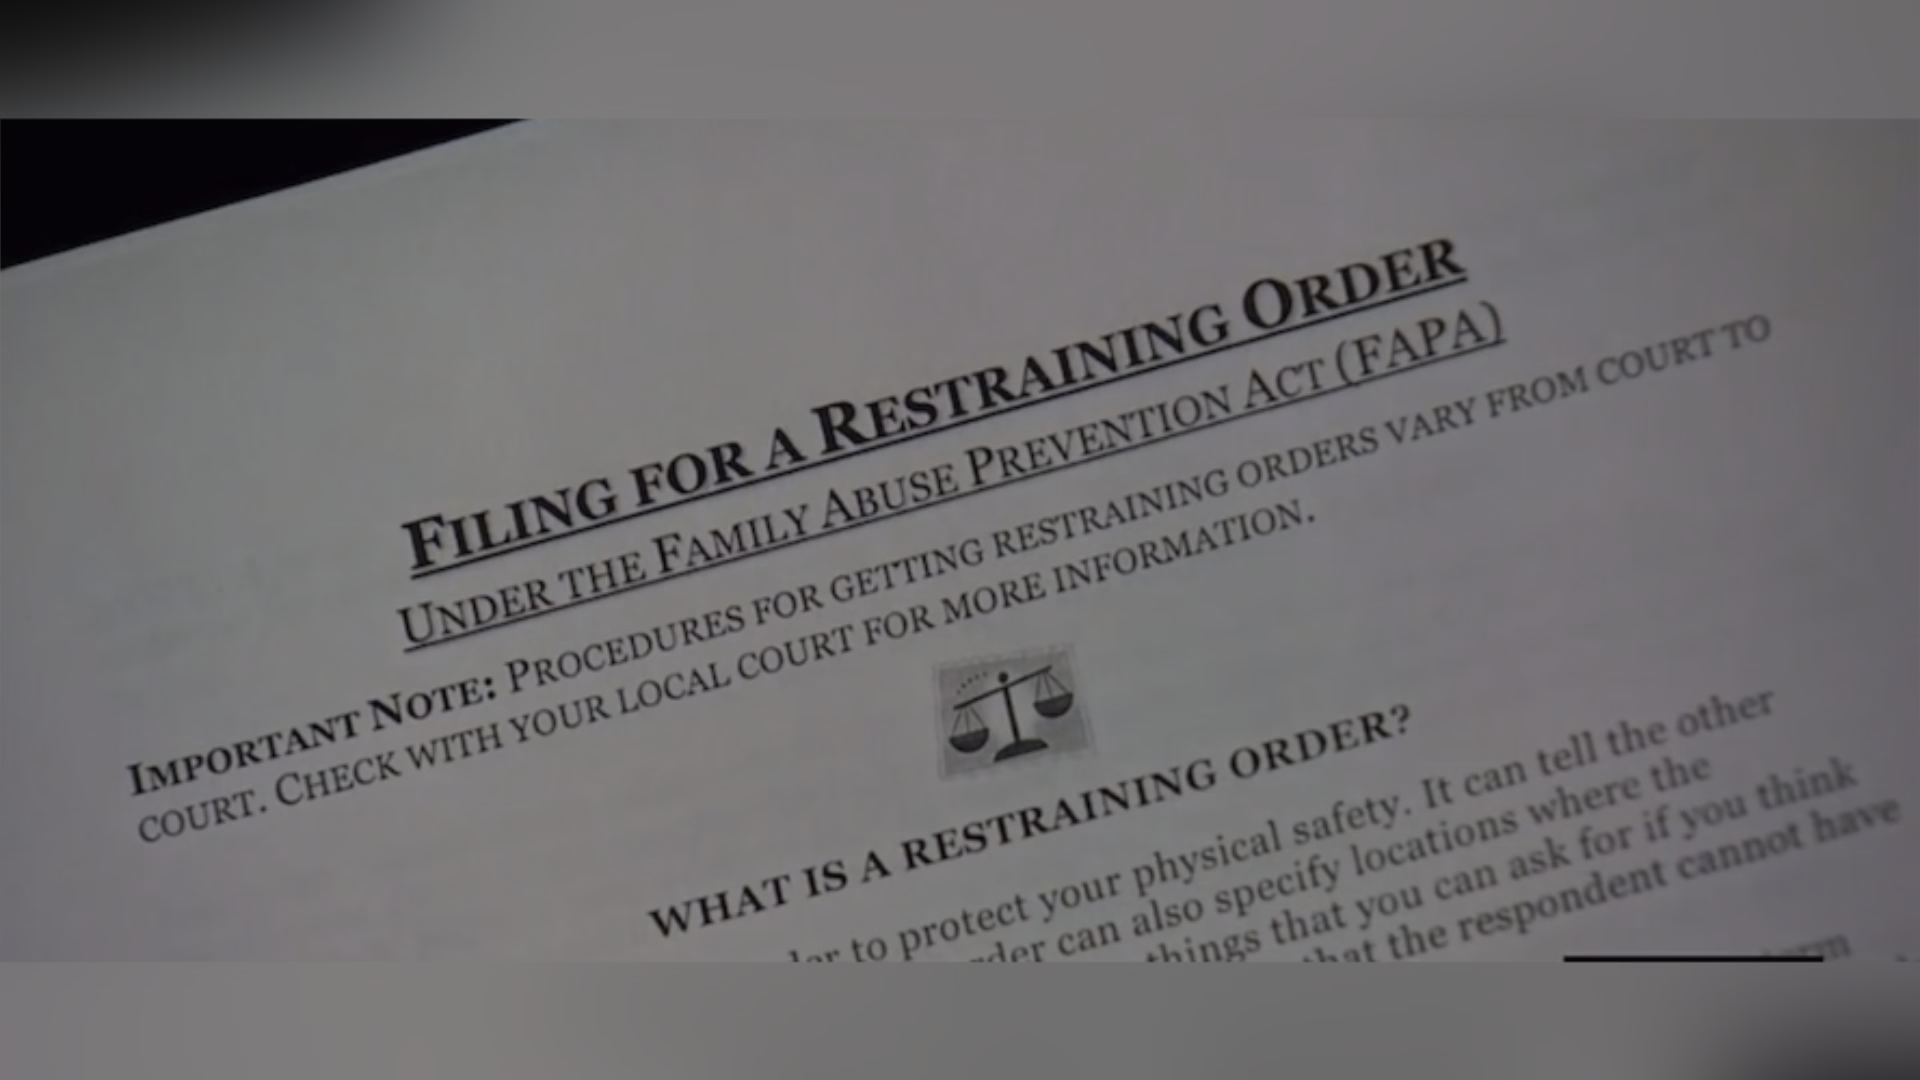 FILING FOR A RESTRAINING ORDER
UNDER THE FAMILY ABUSE PREVENTION ACT (FAPA)
IMPORTANT NOTE: PROCEDURES FOR GETTING RESTRAINING ORDERS VARY FROM COURT TO
COURT. CHECK WITH YOUR LOCAL COURT FOR MORE INFORMATION.
WHAT IS A RESTRAINING ORDER?
to protect your physical safety. It can tell the other
can also specify locations where the
things that you can ask for if you think
that the respondent cannot have